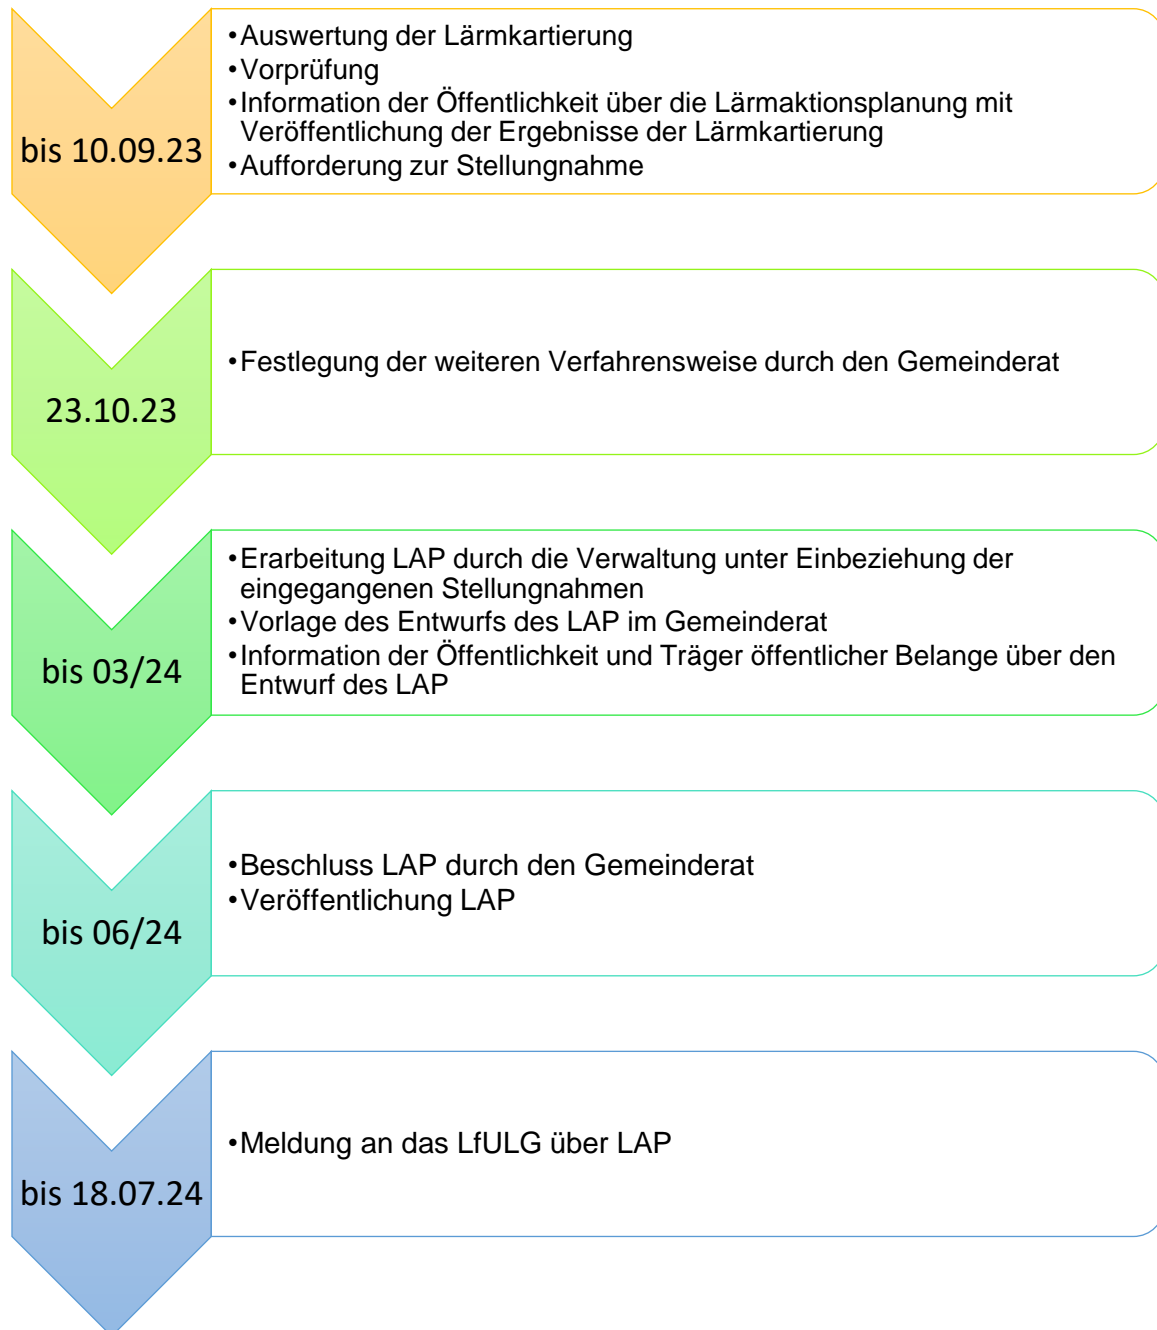 bis 10.09.23
•Auswertung der Lärmkartierung
•Vorprüfung
•Information der Öffentlichkeit über die Lärmaktionsplanung mit
Veröffentlichung der Ergebnisse der Lärmkartierung
•Aufforderung zur Stellungnahme
23.10.23
•Festlegung der weiteren Verfahrensweise durch den Gemeinderat
bis 03/24
•Erarbeitung LAP durch die Verwaltung unter Einbeziehung der
eingegangenen Stellungnahmen
•Vorlage des Entwurfs des LAP im Gemeinderat
•Information der Öffentlichkeit und Träger öffentlicher Belange über den
Entwurf des LAP
bis 06/24
•Beschluss LAP durch den Gemeinderat
•Veröffentlichung LAP
bis 18.07.24
•Meldung an das LfULG über LAP